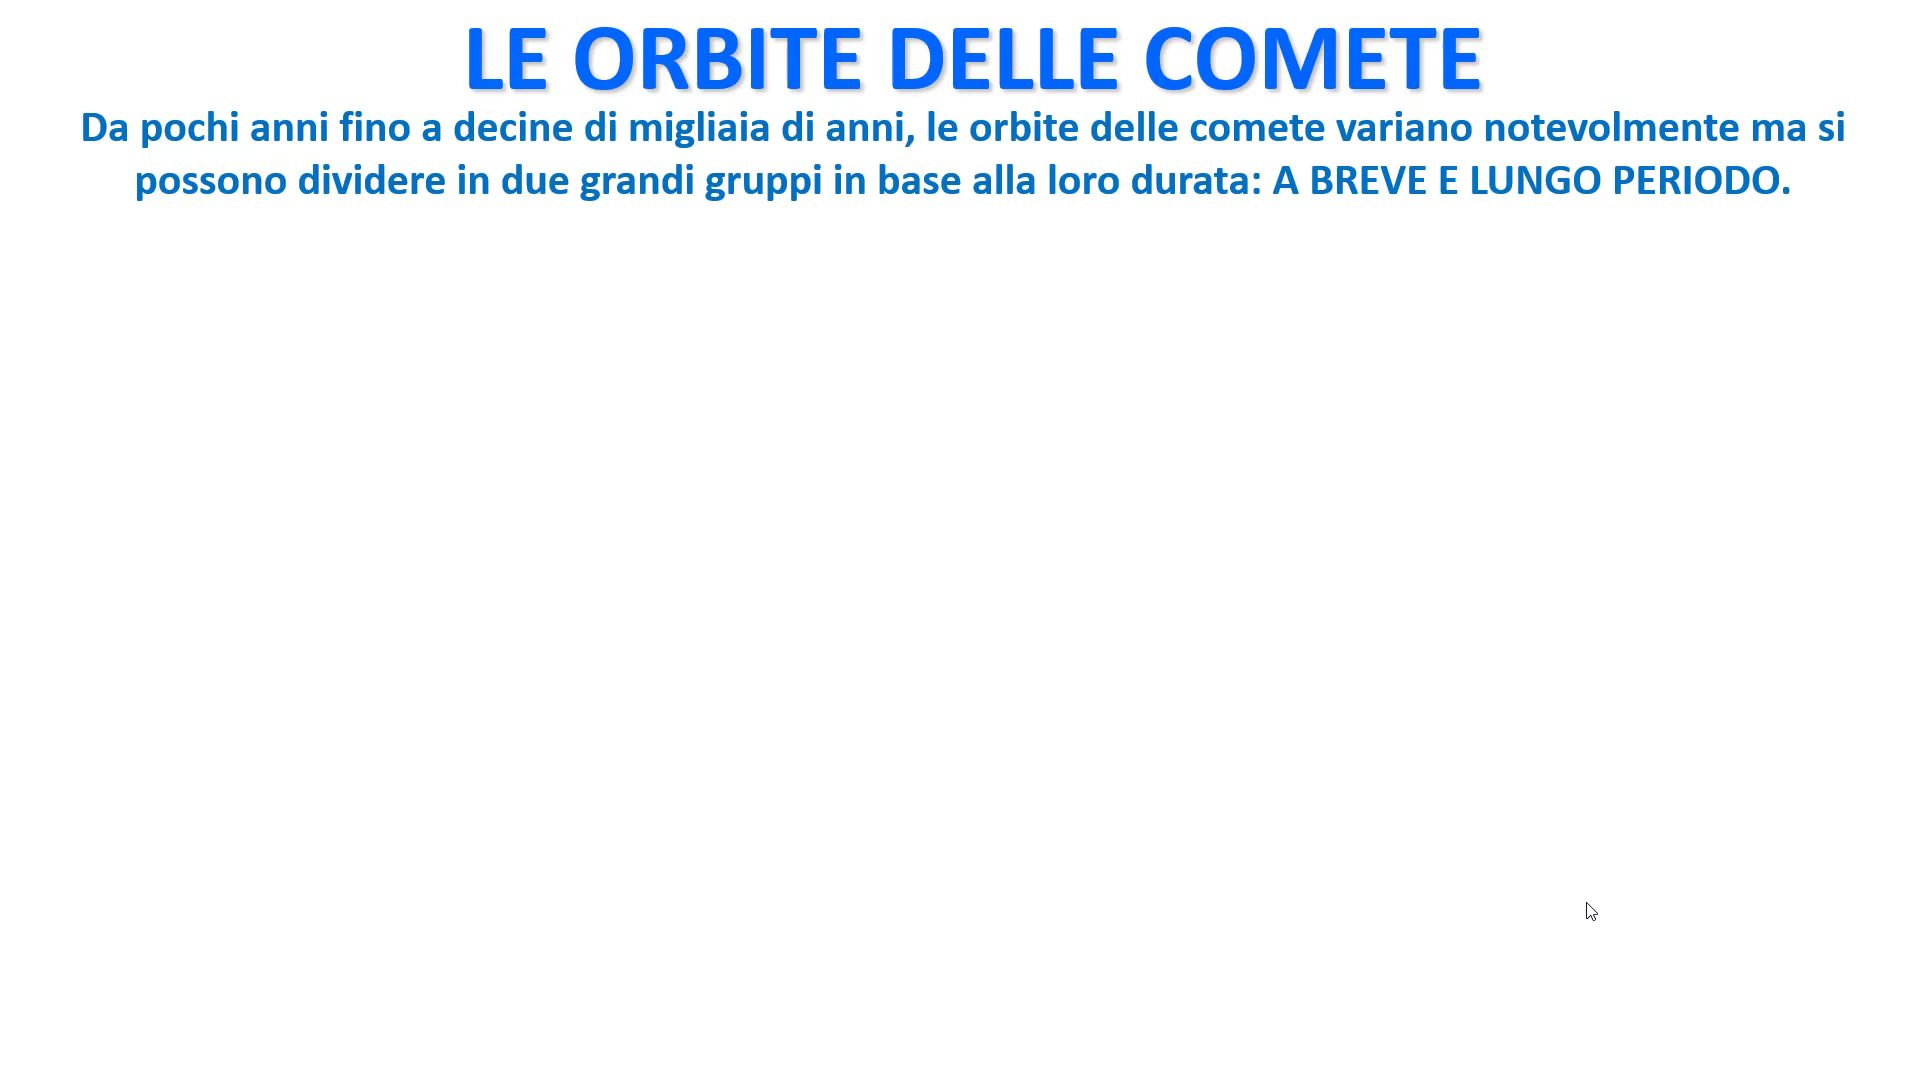 LE ORBITE DELLE COMETE
Da pochi anni fino a decine di migliaia di anni, le orbite delle comete variano notevolmente ma si
possono dividere in due grandi gruppi in base alla loro durata: A BREVE E LUNGO PERIODO.